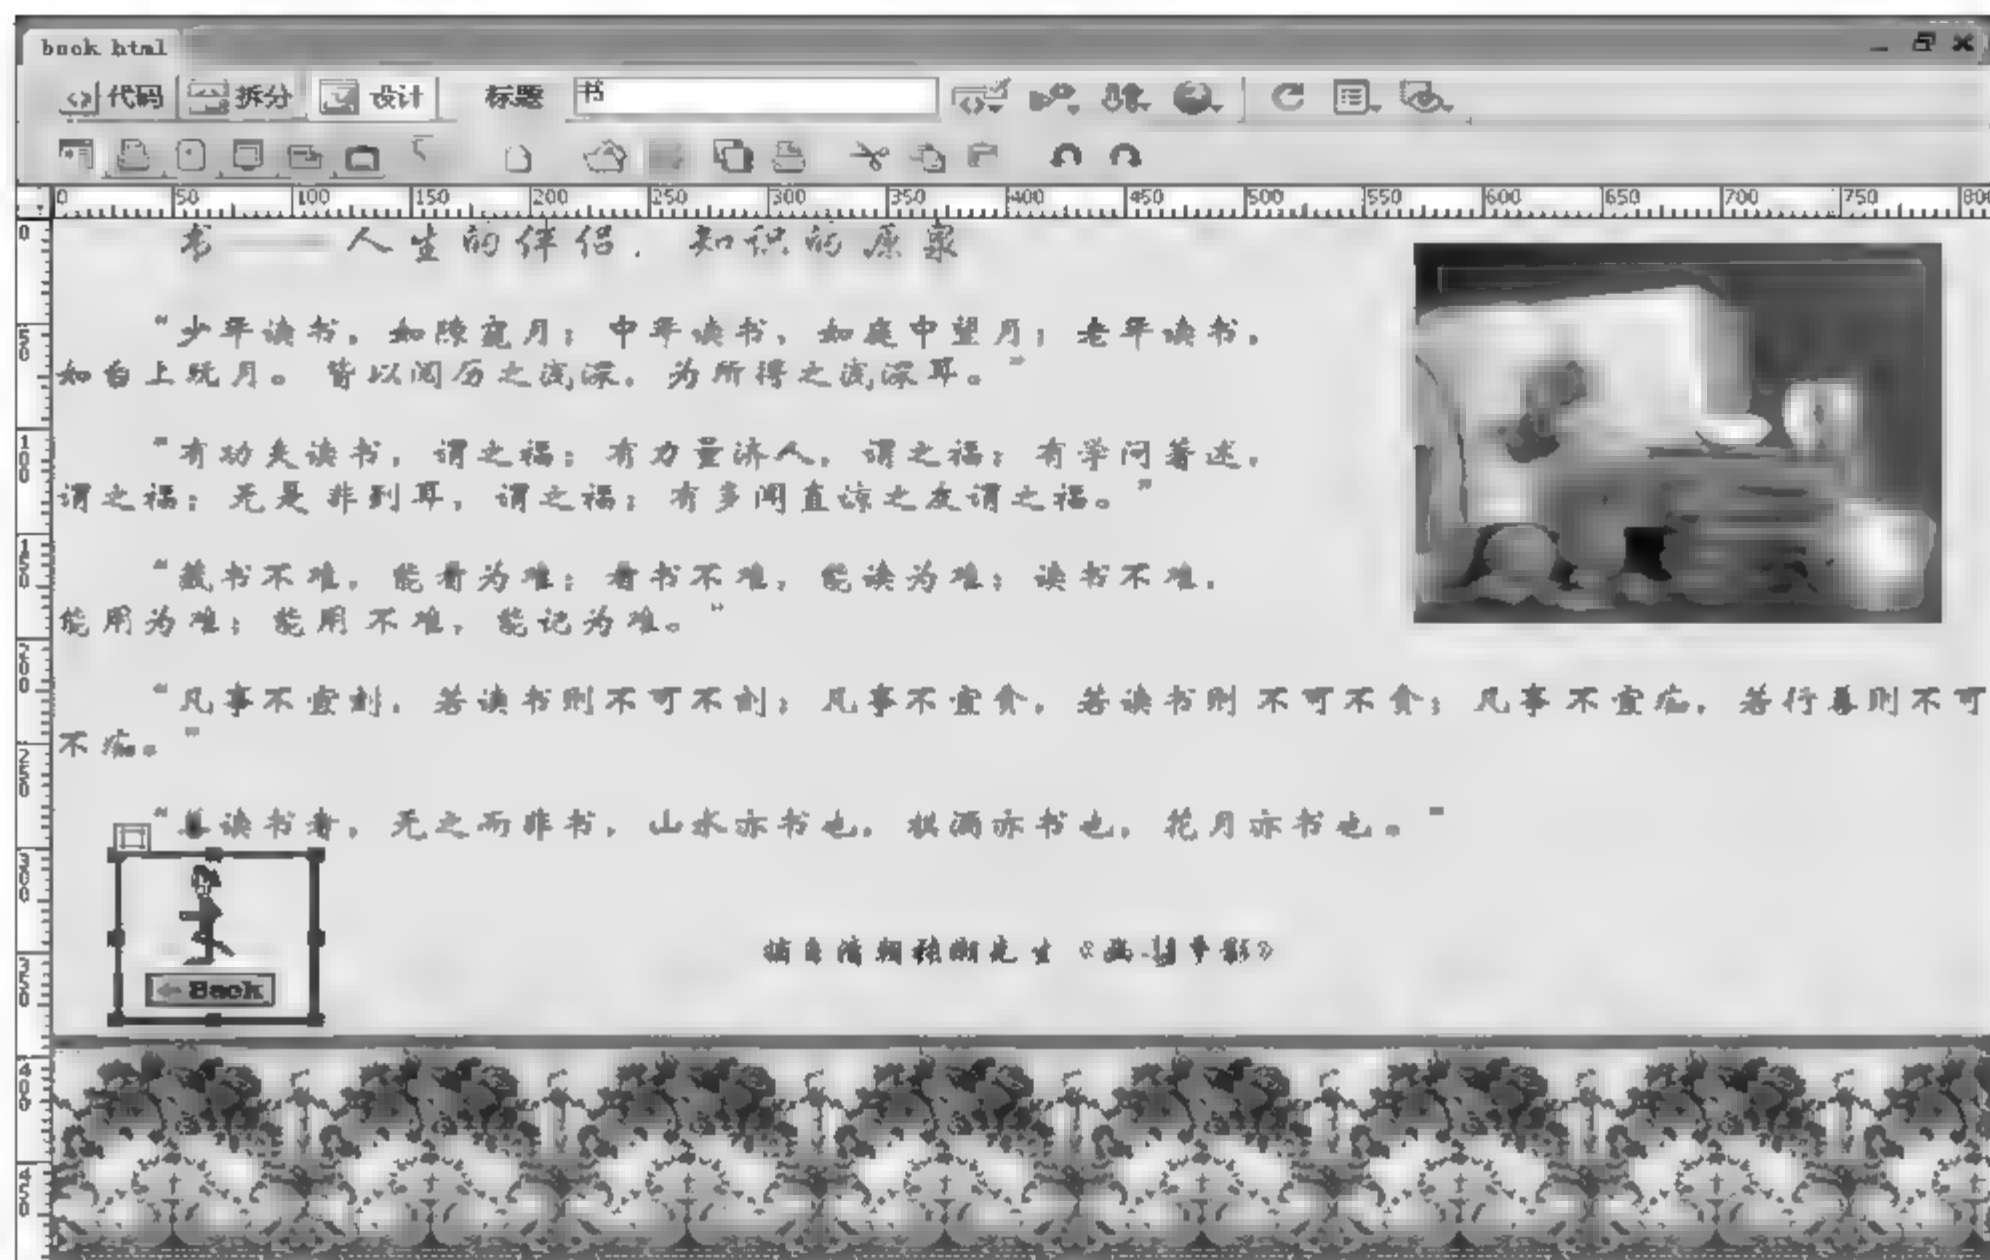 book.html
代码 拆分 设计 标题 书
0 50 100 150 200 250 300 350 400 450 500 550 600 650 700 750 800
书——人生的伴侣，知识的源泉
“少年读书，如隙窥月；中年读书，如庭中望月；老年读书，
如台上玩月。皆以阅历之浅深，为所得之浅深耳。”
“有功夫读书，谓之福；有力量济人，谓之福；有学问著述，
谓之福；无是非到耳，谓之福；有多闻直谅之友谓之福。”
“藏书不难，能看为难；看书不难，能读为难；读书不难，
能用为难；能用不难，能记为难。”
“凡事不宜刻，若读书则不可不刻；凡事不宜贪，若读书则不可不贪；凡事不宜痴，若行善则不可
不痴。”
“善读书者，无之而非书，山水亦书也，棋酒亦书也，花月亦书也。”
摘自清朝张潮先生《幽梦影》
Back
0
50
100
150
200
250
300
350
400
450